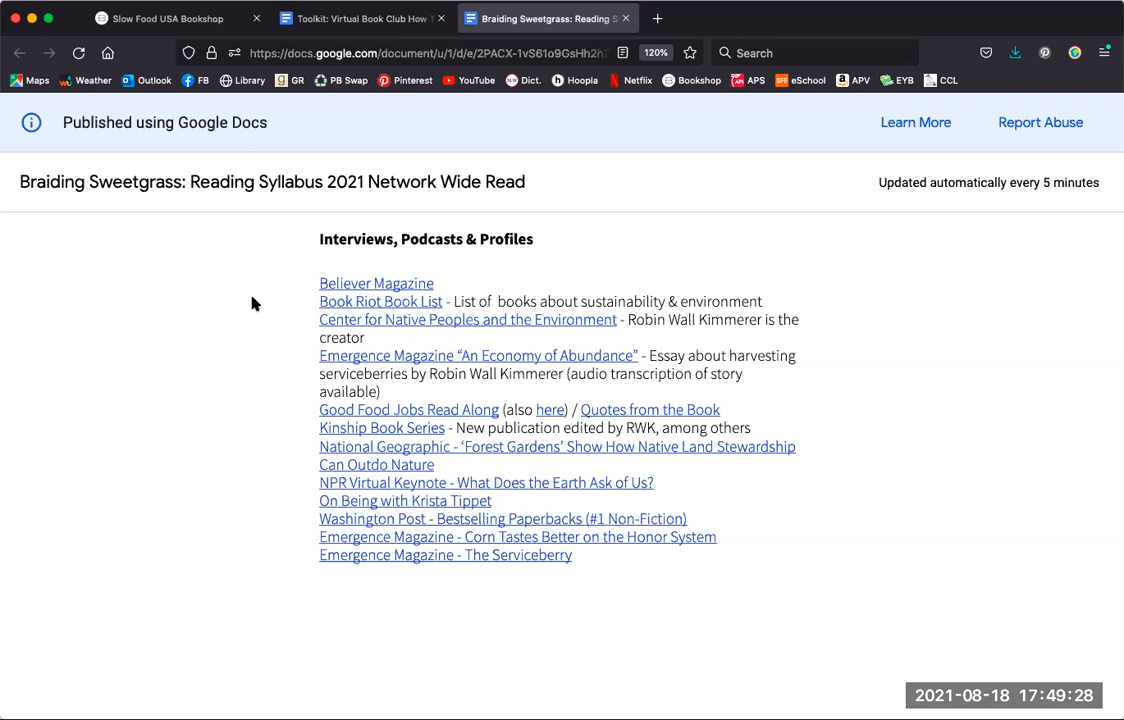 Slow Food USA Bookshop
Toolkit: Virtual Book Club How T
Braiding Sweetgrass: Reading S
https://docs.google.com/document/u/1/d/e/2PACX-1vS61o9GsHh2h7
120%
Search
Maps Weather Outlook FB Library GR PB Swap Pinterest YouTube Dict. Hoopla Netflix Bookshop APS eSchool APV EYB CCL
Published using Google Docs
Learn More
Report Abuse
Braiding Sweetgrass: Reading Syllabus 2021 Network Wide Read
Updated automatically every 5 minutes
Interviews, Podcasts & Profiles
Believer Magazine
Book Riot Book List - List of books about sustainability & environment
Center for Native Peoples and the Environment - Robin Wall Kimmerer is the
creator
Emergence Magazine “An Economy of Abundance” - Essay about harvesting
serviceberries by Robin Wall Kimmerer (audio transcription of story
available)
Good Food Jobs Read Along (also here) / Quotes from the Book
Kinship Book Series - New publication edited by RWK, among others
National Geographic - ‘Forest Gardens’ Show How Native Land Stewardship
Can Outdo Nature
NPR Virtual Keynote - What Does the Earth Ask of Us?
On Being with Krista Tippet
Washington Post - Bestselling Paperbacks (#1 Non-Fiction)
Emergence Magazine - Corn Tastes Better on the Honor System
Emergence Magazine - The Serviceberry
2021-08-18 17:49:28